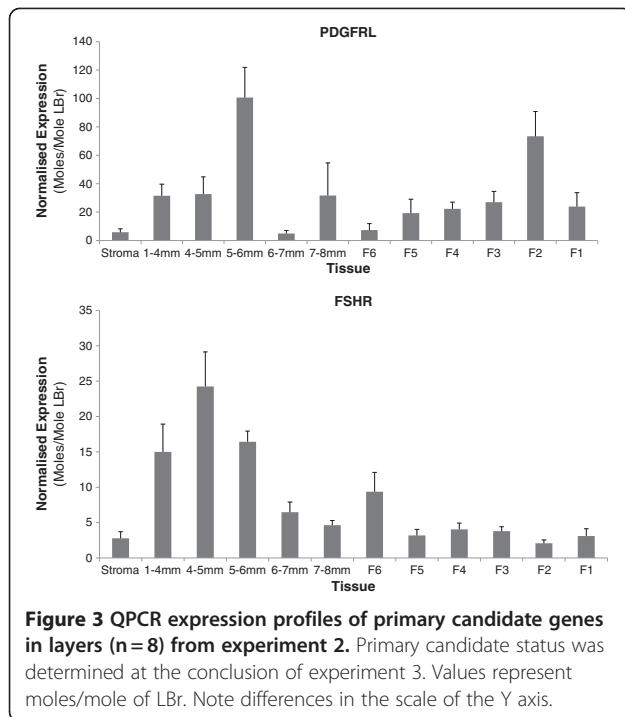 PDGFRL
Normalised Expression
(Moles/Mole LBr)
140
120
100
80
60
40
20
0
Stroma 1-4mm 4-5mm 5-6mm 6-7mm 7-8mm F6 F5 F4 F3 F2 F1
Tissue
FSHR
Normalised Expression
(Moles/Mole LBr)
35
30
25
20
15
10
5
0
Stroma 1-4mm 4-5mm 5-6mm 6-7mm 7-8mm F6 F5 F4 F3 F2 F1
Tissue
Figure 3 QPCR expression profiles of primary candidate genes
in layers (n = 8) from experiment 2. Primary candidate status was
determined at the conclusion of experiment 3. Values represent
moles/mole of LBr. Note differences in the scale of the Y axis.